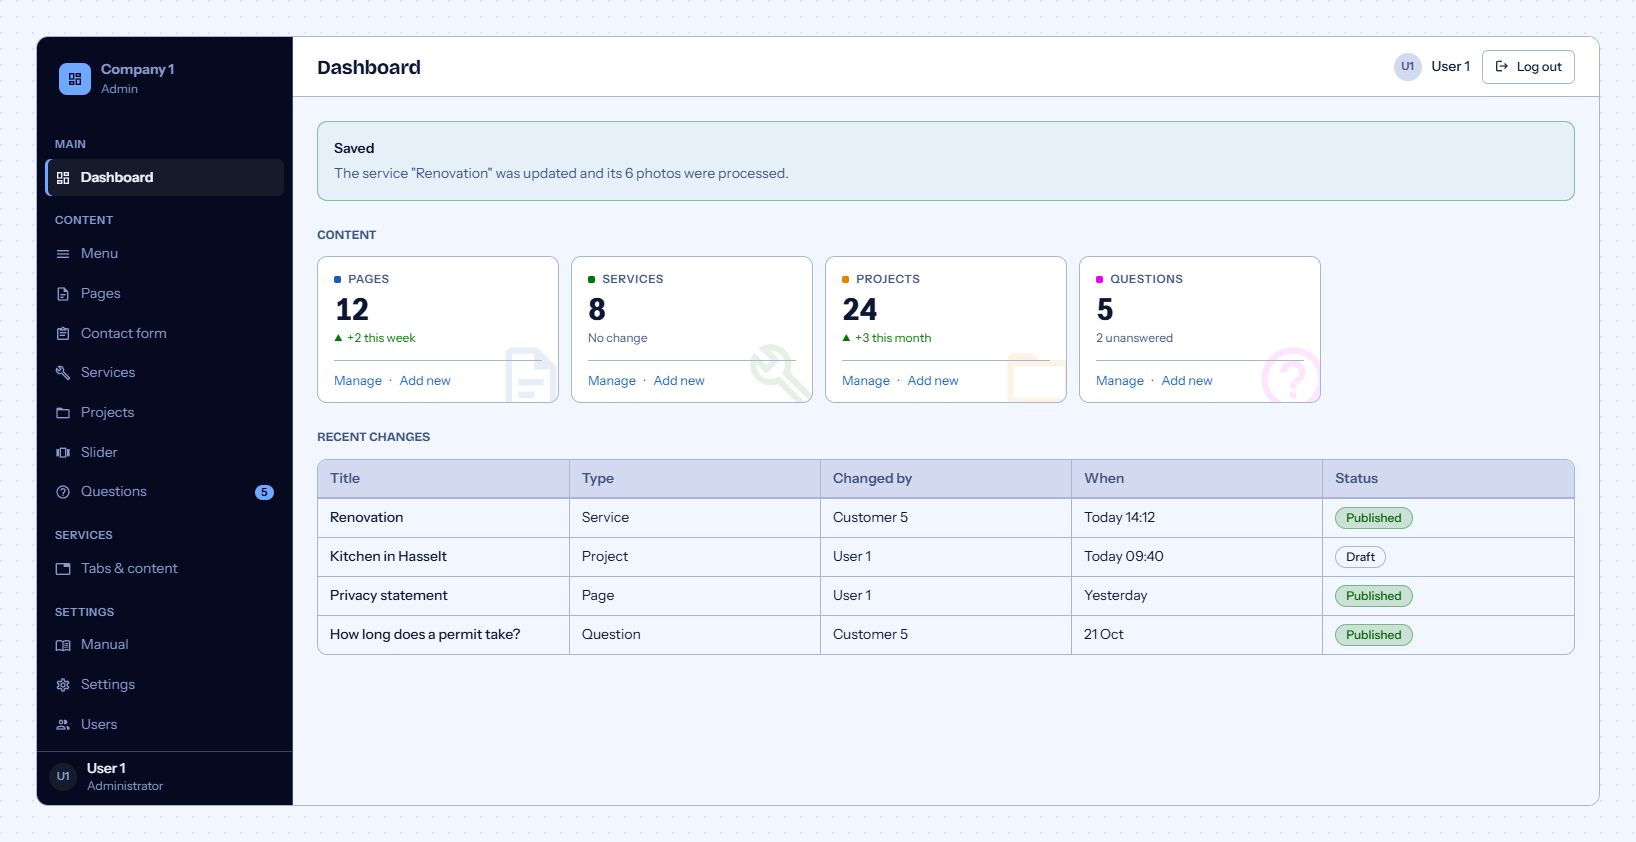 Company 1
Admin
MAIN
Dashboard
CONTENT
Menu
Pages
Contact form
Services
Projects
Slider
Questions 5
SERVICES
Tabs & content
SETTINGS
Manual
Settings
Users
U1 User 1
Administrator
Dashboard
U1 User 1 Log out
Saved
The service "Renovation" was updated and its 6 photos were processed.
CONTENT
PAGES
12
▲ +2 this week
Manage · Add new
SERVICES
8
No change
Manage · Add new
PROJECTS
24
▲ +3 this month
Manage · Add new
QUESTIONS
5
2 unanswered
Manage · Add new
RECENT CHANGES
Title Type Changed by When Status
Renovation Service Customer 5 Today 14:12 Published
Kitchen in Hasselt Project User 1 Today 09:40 Draft
Privacy statement Page User 1 Yesterday Published
How long does a permit take? Question Customer 5 21 Oct Published